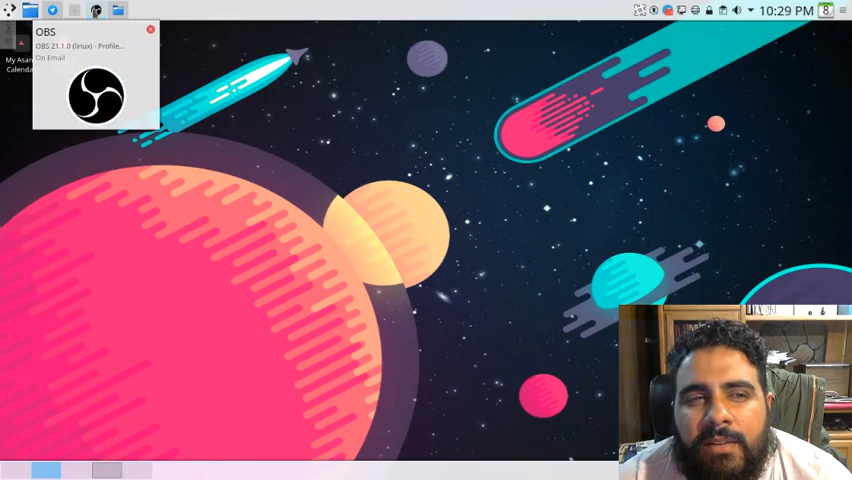 10:29 PM
8
OBS
OBS 21.1.0 (linux) - Profile...
On Email
My Asan
Calenda